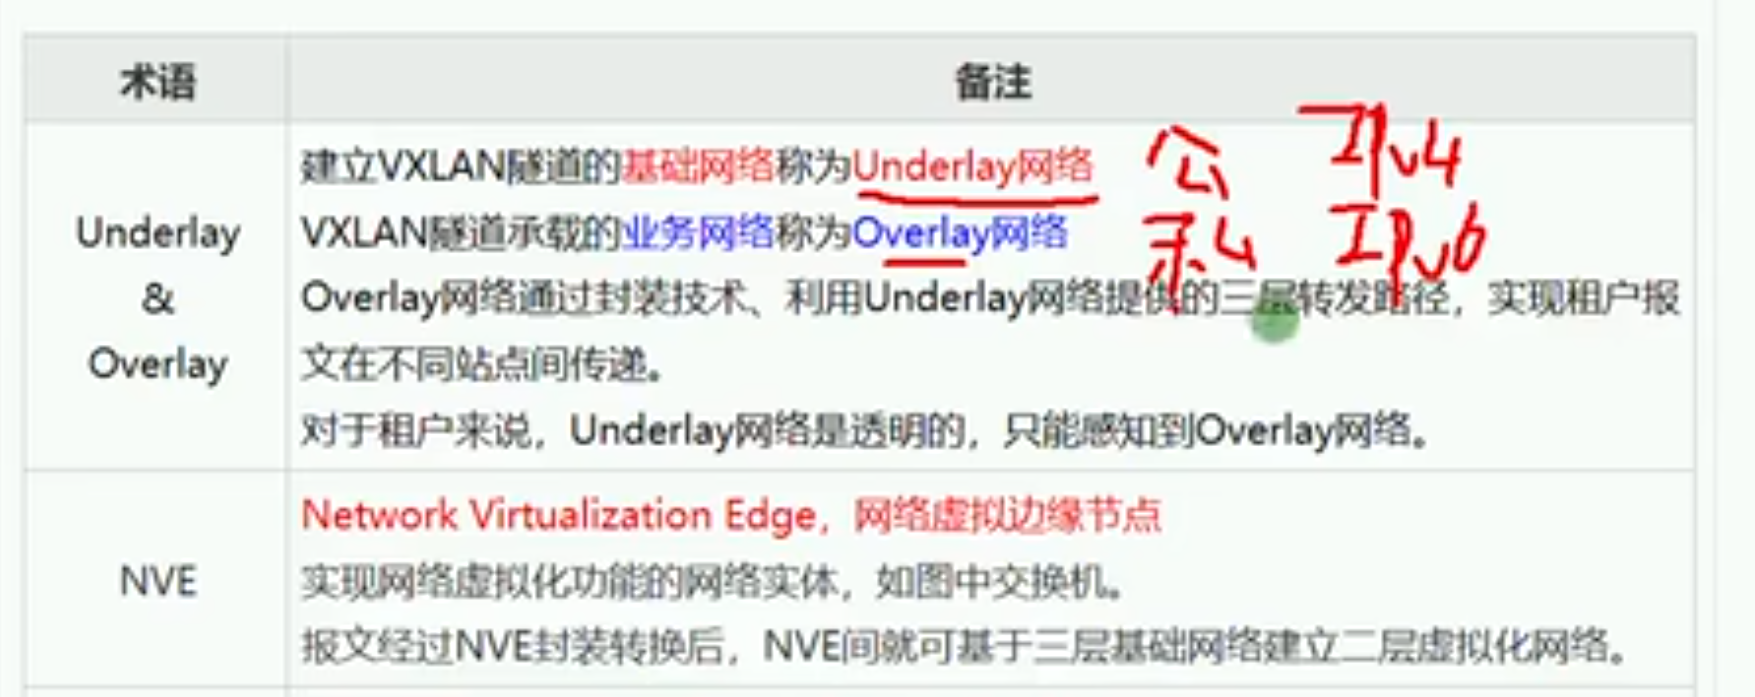 术语
备注
Underlay
&
Overlay
建立VXLAN隧道的基础网络称为Underlay网络
公 IPv4
VXLAN隧道承载的业务网络称为Overlay网络
私 IPv6
Overlay网络通过封装技术、利用Underlay网络提供的三层转发路径，实现租户报
文在不同站点间传递。
对于租户来说，Underlay网络是透明的，只能感知到Overlay网络。
NVE
Network Virtualization Edge，网络虚拟边缘节点
实现网络虚拟化功能的网络实体，如图中交换机。
报文经过NVE封装转换后，NVE间就可基于三层基础网络建立二层虚拟化网络。